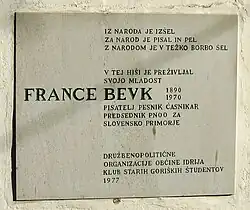 IZ NARODA JE IZŠEL
ZA NAROD JE PISAL IN PEL
Z NARODOM JE V TEŽKO BORBO ŠEL
V TEJ HIŠI JE PREŽIVLJAL
SVOJO MLADOST
FRANCE BEVK 1890 1970
PISATELJ PESNIK ČASNIKAR
PREDSEDNIK PNOO ZA
SLOVENSKO PRIMORJE
DRUŽBENOPOLITIČNE
ORGANIZACIJE OBČINE IDRIJA
KLUB STARIH GORIŠKIH ŠTUDENTOV
1977